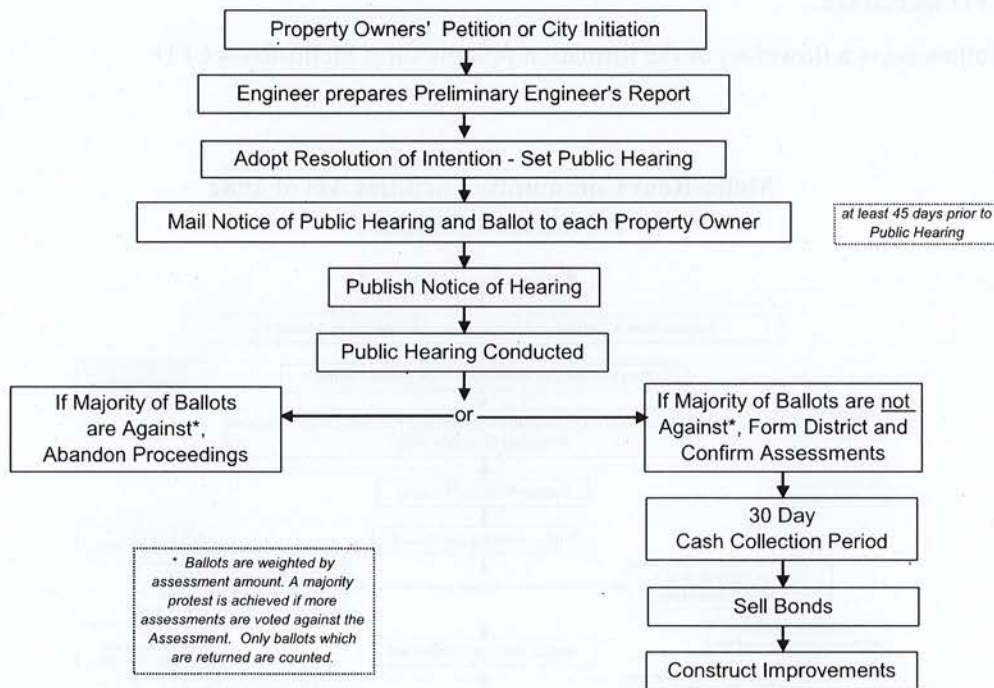 Property Owners' Petition or City Initiation
Engineer prepares Preliminary Engineer's Report
Adopt Resolution of Intention - Set Public Hearing
Mail Notice of Public Hearing and Ballot to each Property Owner
at least 45 days prior to
Public Hearing
Publish Notice of Hearing
Public Hearing Conducted
If Majority of Ballots
are Against*,
Abandon Proceedings
or
If Majority of Ballots are not
Against*, Form District and
Confirm Assessments
30 Day
Cash Collection Period
* Ballots are weighted by
assessment amount. A majority
protest is achieved if more
assessments are voted against the
Assessment. Only ballots which
are returned are counted.
Sell Bonds
Construct Improvements